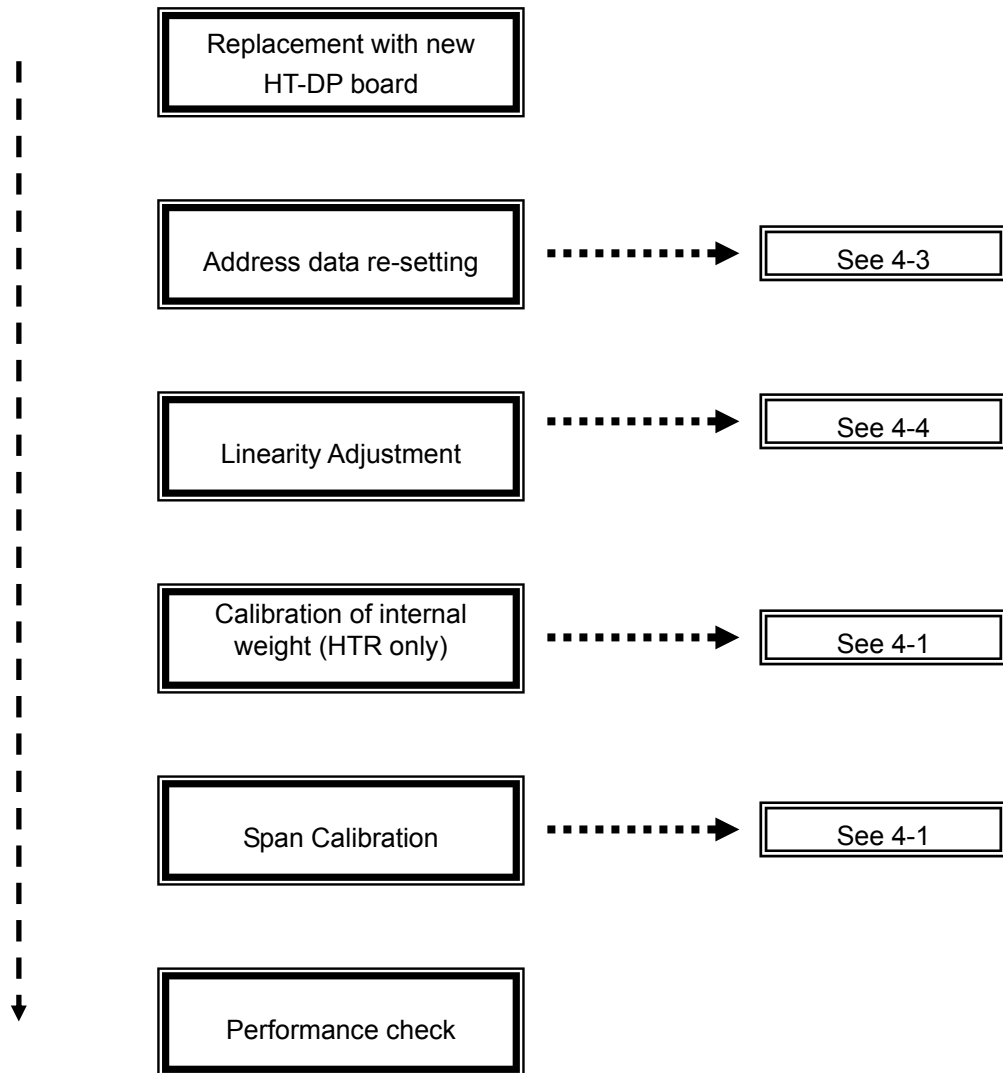 Replacement with new
HT-DP board
Address data re-setting
See 4-3
Linearity Adjustment
See 4-4
Calibration of internal
weight (HTR only)
See 4-1
Span Calibration
See 4-1
Performance check